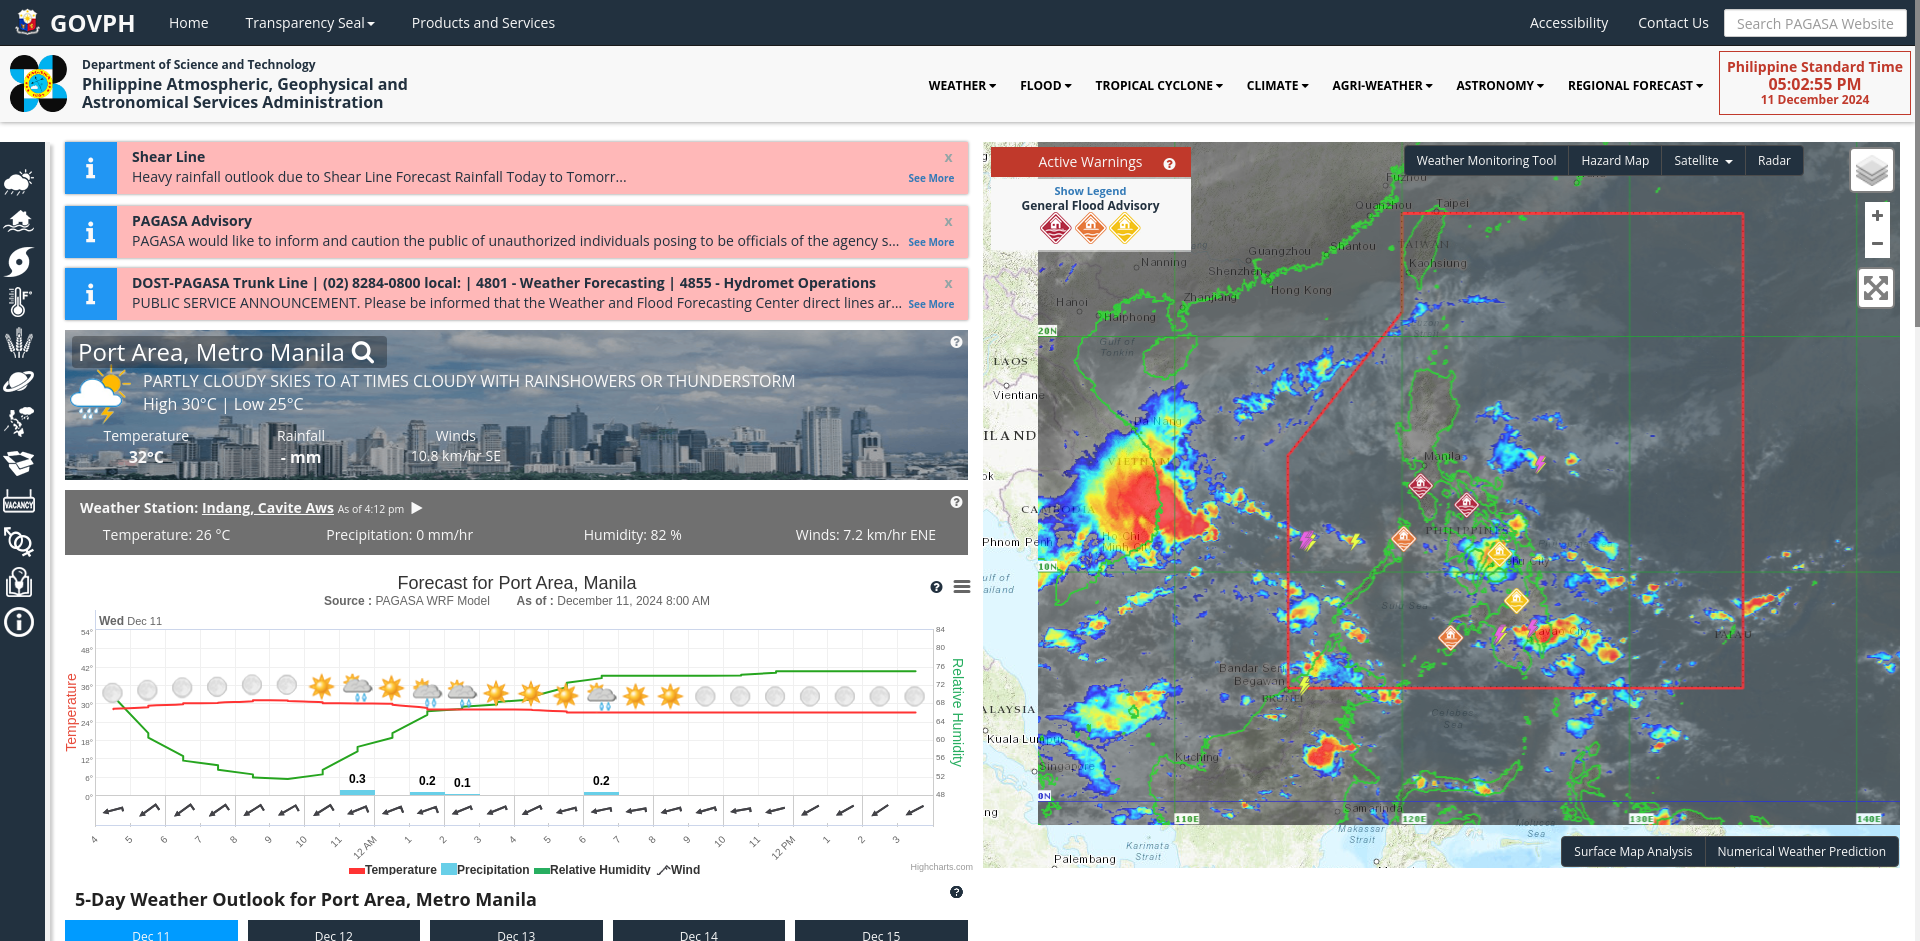 GOVPH
Home
Transparency Seal
Products and Services
Accessibility
Contact Us
Search PAGASA Website
Department of Science and Technology
Philippine Atmospheric, Geophysical and
Astronomical Services Administration
WEATHER
FLOOD
TROPICAL CYCLONE
CLIMATE
AGRI-WEATHER
ASTRONOMY
REGIONAL FORECAST
Philippine Standard Time
05:02:55 PM
11 December 2024
Shear Line
x
Heavy rainfall outlook due to Shear Line Forecast Rainfall Today to Tomorr...
See More
PAGASA Advisory
x
PAGASA would like to inform and caution the public of unauthorized individuals posing to be officials of the agency s...
See More
DOST-PAGASA Trunk Line | (02) 8284-0800 local: | 4801 - Weather Forecasting | 4855 - Hydromet Operations
x
PUBLIC SERVICE ANNOUNCEMENT. Please be informed that the Weather and Flood Forecasting Center direct lines ar...
See More
VACANCY
Port Area, Metro Manila
PARTLY CLOUDY SKIES TO AT TIMES CLOUDY WITH RAINSHOWERS OR THUNDERSTORM
High 30°C | Low 25°C
Temperature
Rainfall
Winds
32°C
- mm
10.8 km/hr SE
Weather Station: Indang, Cavite Aws As of 4:12 pm
Temperature: 26 °C
Precipitation: 0 mm/hr
Humidity: 82 %
Winds: 7.2 km/hr ENE
Forecast for Port Area, Manila
Source : PAGASA WRF Model
As of : December 11, 2024 8:00 AM
Wed Dec 11
Temperature
54°
48°
42°
36°
30°
24°
18°
12°
6°
0°
Relative Humidity
84
80
76
72
68
64
60
56
52
48
0.3
0.2
0.1
0.2
4
5
6
7
8
9
10
11
12 AM
1
2
3
4
5
6
7
8
9
10
11
12 PM
1
2
3
Temperature
Precipitation
Relative Humidity
Wind
Highcharts.com
5-Day Weather Outlook for Port Area, Metro Manila
Dec 11
Dec 12
Dec 13
Dec 14
Dec 15
Active Warnings
Show Legend
General Flood Advisory
Weather Monitoring Tool
Hazard Map
Satellite
Radar
+
−
Fuzhou
Quanzhou
Taipei
TAIWAN
Kaohsiung
Guangzhou
Shantou
Nanning
Shenzhen
Hong Kong
Zhanjiang
Hanoi
Haiphong
20N
Gulf of
Tonkin
LAOS
Vientiane
ILAND
Da Nang
VIETNAM
CAMBODIA
Phnom Penh
Ho Chi
Minh City
10N
ulf of
ailand
Manila
PHILIPPINES
Cebu City
Sulu Sea
Davao City
PALAU
Bandar Seri
Begawan
BRUNEI
Celebes
Sea
ALAYSIA
Kuala Lumpur
Singapore
Kuching
0N
ng
Samarinda
110E
120E
130E
140E
Makassar
Strait
Molucca
Sea
Karimata
Strait
Palembang
Surface Map Analysis
Numerical Weather Prediction